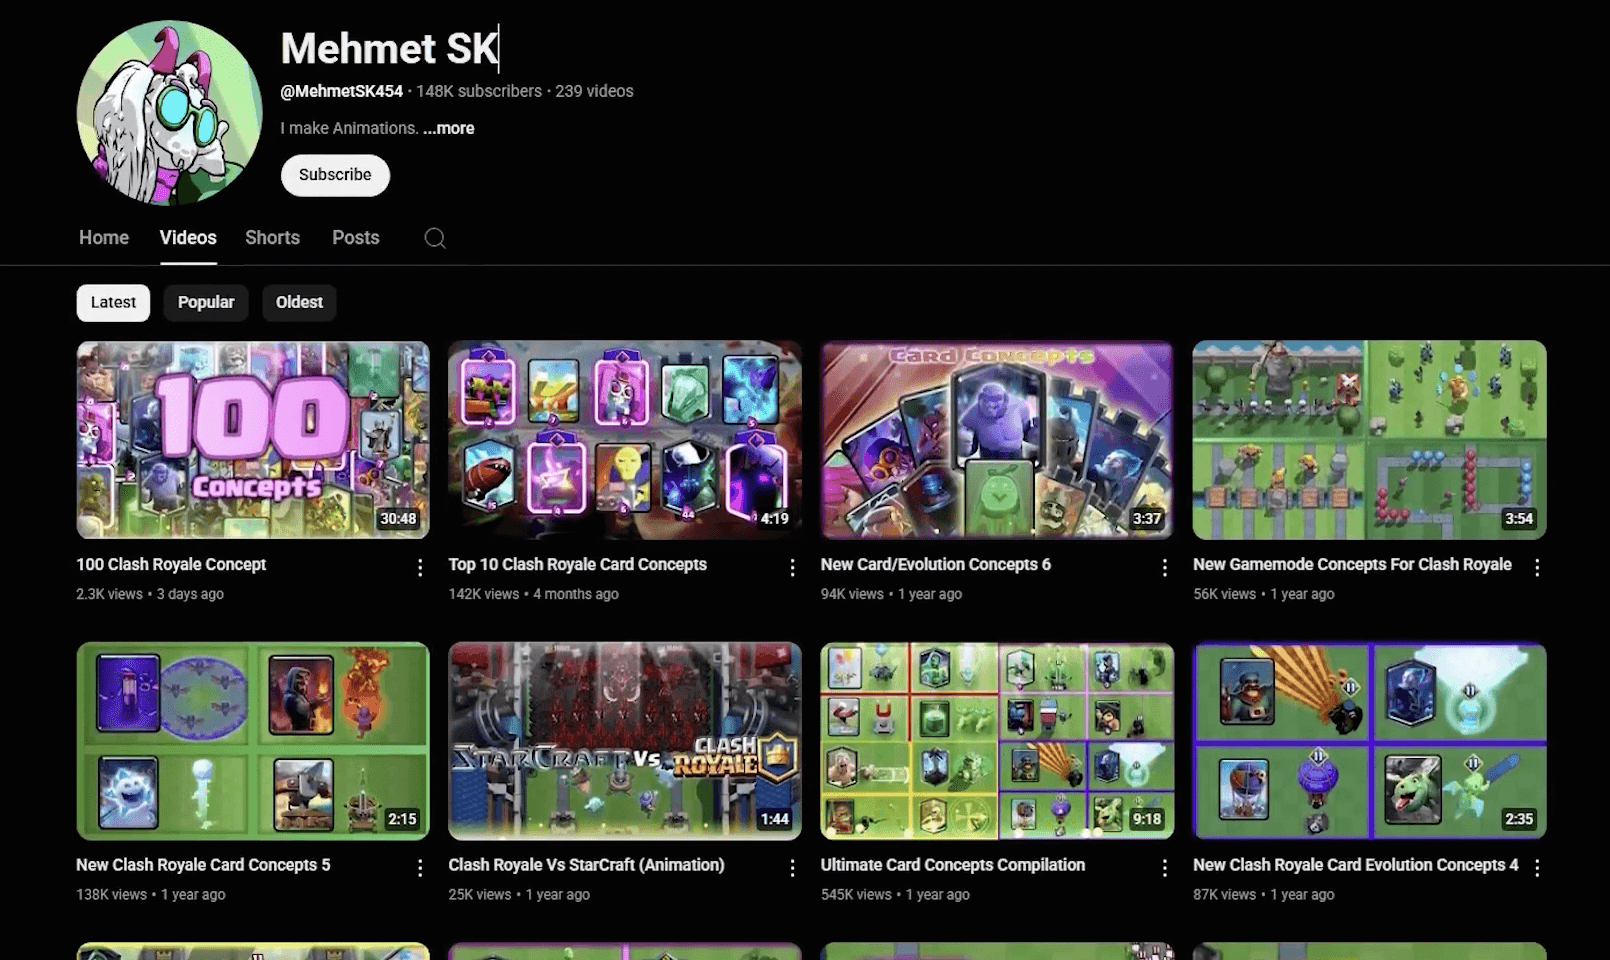 Mehmet SK
@MehmetSK454 · 148K subscribers · 239 videos
I make Animations. ...more
Subscribe
Home Videos Shorts Posts
Latest Popular Oldest
100
CONCEPTS
30:48
4:19
CARD CONCEPTS
3:37
3:54
100 Clash Royale Concept
2.3K views • 3 days ago
Top 10 Clash Royale Card Concepts
142K views • 4 months ago
New Card/Evolution Concepts 6
94K views • 1 year ago
New Gamemode Concepts For Clash Royale
56K views • 1 year ago
2:15
STARCRAFT Vs. CLASH ROYALE
1:44
9:18
2:35
New Clash Royale Card Concepts 5
138K views • 1 year ago
Clash Royale Vs StarCraft (Animation)
25K views • 1 year ago
Ultimate Card Concepts Compilation
545K views • 1 year ago
New Clash Royale Card Evolution Concepts 4
87K views • 1 year ago